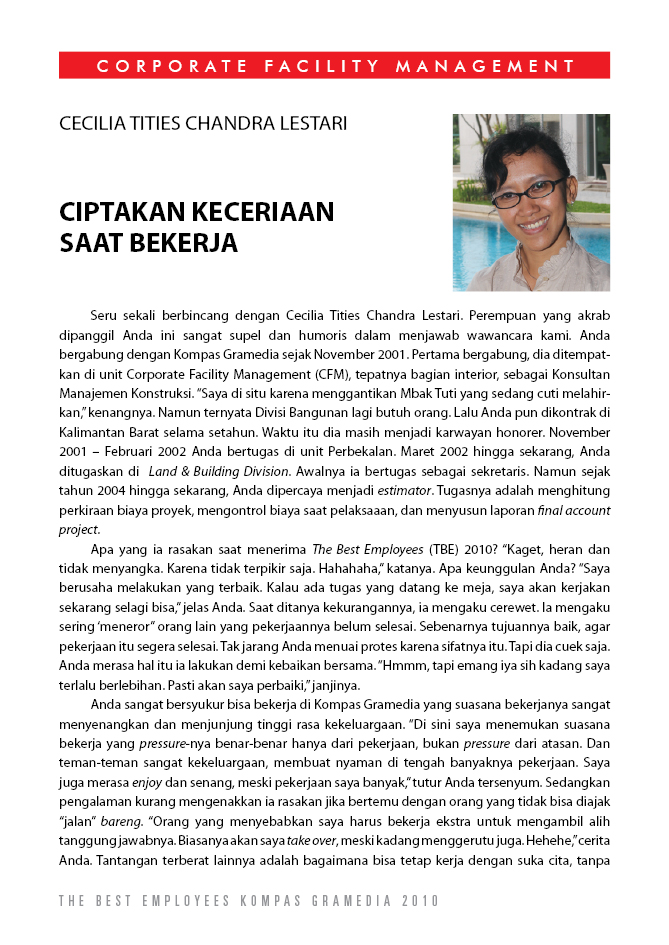 CORPORATE FACILITY MANAGEMENT
CECILIA TITIES CHANDRA LESTARI
CIPTAKAN KECERIAAN
SAAT BEKERJA
Seru sekali berbincang dengan Cecilia Tities Chandra Lestari. Perempuan yang akrab
dipanggil Anda ini sangat supel dan humoris dalam menjawab wawancara kami. Anda
bergabung dengan Kompas Gramedia sejak November 2001. Pertama bergabung, dia ditempat-
kan di unit Corporate Facility Management (CFM), tepatnya bagian interior, sebagai Konsultan
Manajemen Konstruksi. “Saya di situ karena menggantikan Mbak Tuti yang sedang cuti melahir-
kan,” kenangnya. Namun ternyata Divisi Bangunan lagi butuh orang. Lalu Anda pun dikontrak di
Kalimantan Barat selama setahun. Waktu itu dia masih menjadi karwayan honorer. November
2001 – Februari 2002 Anda bertugas di unit Perbekalan. Maret 2002 hingga sekarang, Anda
ditugaskan di Land & Building Division. Awalnya ia bertugas sebagai sekretaris. Namun sejak
tahun 2004 hingga sekarang, Anda dipercaya menjadi estimator. Tugasnya adalah menghitung
perkiraan biaya proyek, mengontrol biaya saat pelaksaaan, dan menyusun laporan final account
project.
Apa yang ia rasakan saat menerima The Best Employees (TBE) 2010? “Kaget, heran dan
tidak menyangka. Karena tidak terpikir saja. Hahahaha,“ katanya. Apa keunggulan Anda? “Saya
berusaha melakukan yang terbaik. Kalau ada tugas yang datang ke meja, saya akan kerjakan
sekarang selagi bisa,“ jelas Anda. Saat ditanya kekurangannya, ia mengaku cerewet. Ia mengaku
sering ‘meneror” orang lain yang pekerjaannya belum selesai. Sebenarnya tujuannya baik, agar
pekerjaan itu segera selesai. Tak jarang Anda menuai protes karena sifatnya itu. Tapi dia cuek saja.
Anda merasa hal itu ia lakukan demi kebaikan bersama. “Hmmm, tapi emang iya sih kadang saya
terlalu berlebihan. Pasti akan saya perbaiki,” janjinya.
Anda sangat bersyukur bisa bekerja di Kompas Gramedia yang suasana bekerjanya sangat
menyenangkan dan menjunjung tinggi rasa kekeluargaan. “Di sini saya menemukan suasana
bekerja yang pressure-nya benar-benar hanya dari pekerjaan, bukan pressure dari atasan. Dan
teman-teman sangat kekeluargaan, membuat nyaman di tengah banyaknya pekerjaan. Saya
juga merasa enjoy dan senang, meski pekerjaan saya banyak,“ tutur Anda tersenyum. Sedangkan
pengalaman kurang mengenakkan ia rasakan jika bertemu dengan orang yang tidak bisa diajak
“jalan” bareng. “Orang yang menyebabkan saya harus bekerja ekstra untuk mengambil alih
tanggung jawabnya. Biasanya akan saya take over, meski kadang menggerutu juga. Hehehe,” cerita
Anda. Tantangan terberat lainnya adalah bagaimana bisa tetap kerja dengan suka cita, tanpa
THE BEST EMPLOYEES KOMPAS GRAMEDIA 2010